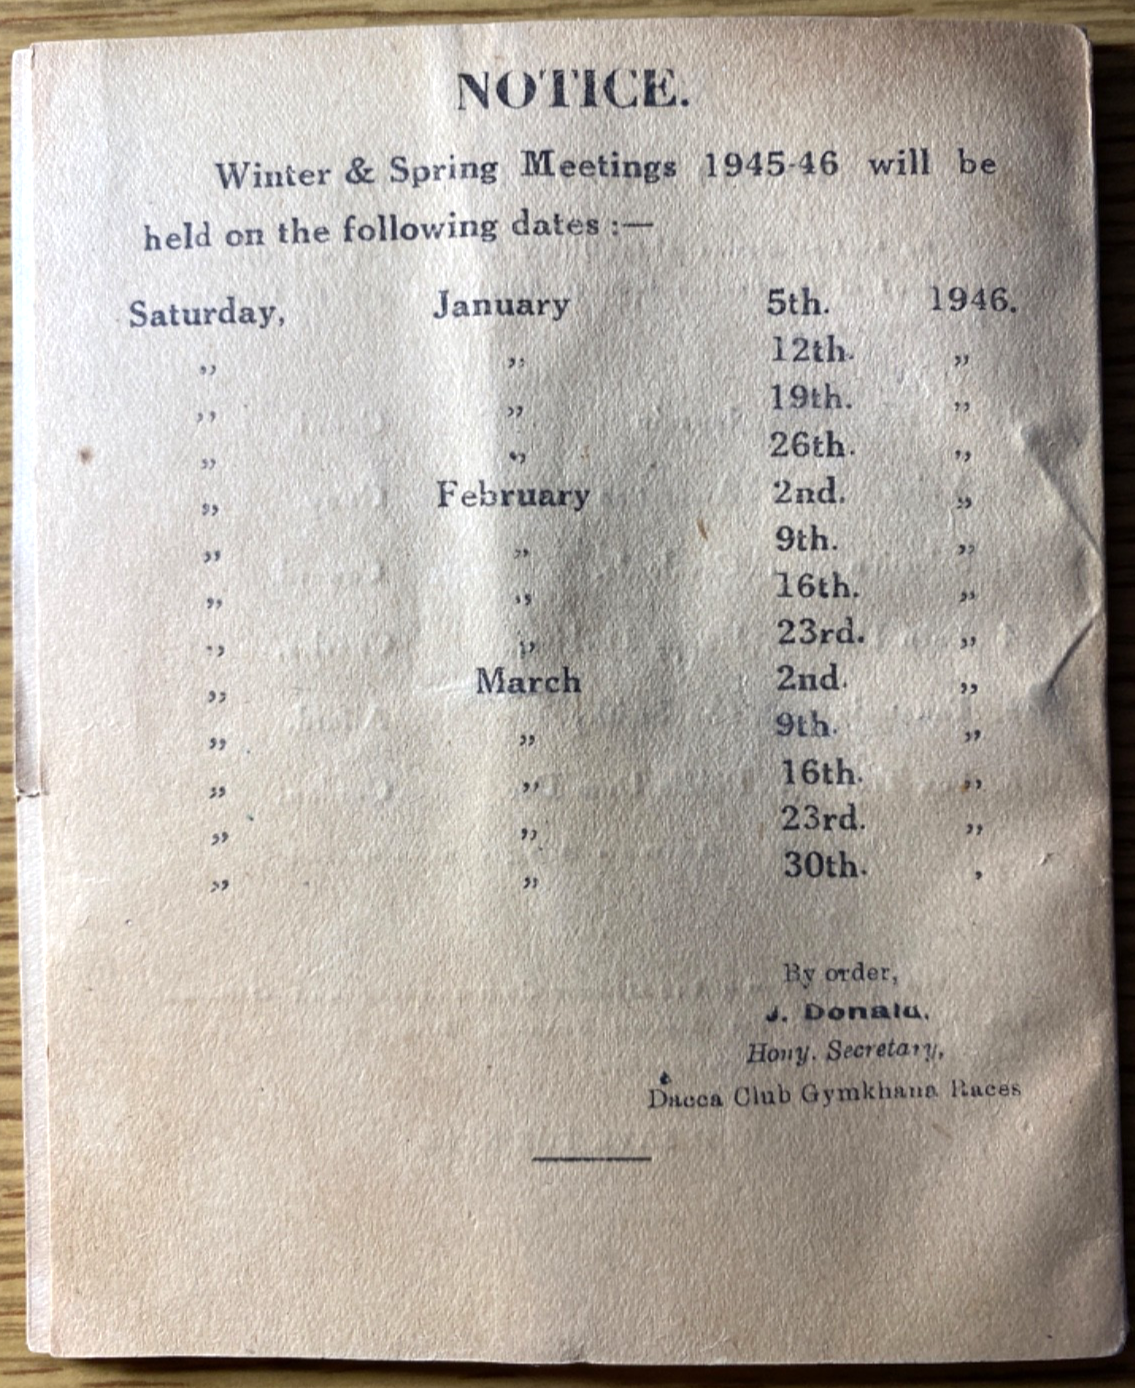 NOTICE.
Winter & Spring Meetings 1945-46 will be
held on the following dates :—
Saturday, January 5th. 1946.
„ „ 12th. „
„ „ 19th. „
„ „ 26th. „
„ February 2nd. „
„ „ 9th. „
„ „ 16th. „
„ „ 23rd. „
„ March 2nd. „
„ „ 9th. „
„ „ 16th. „
„ „ 23rd. „
„ „ 30th. ,
By order,
J. Donald,
Hony. Secretary,
Dacca Club Gymkhana Races